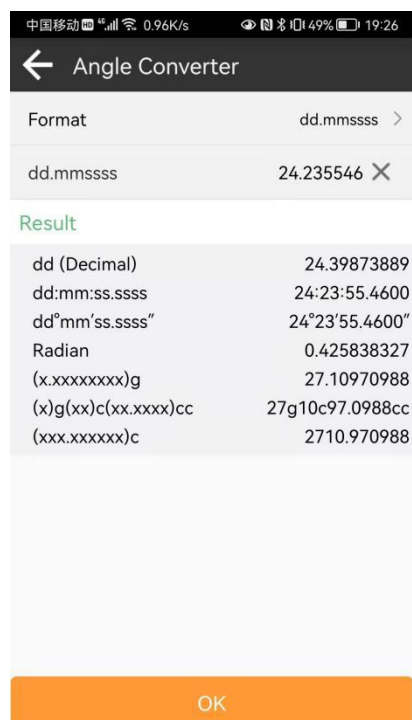 中国移动 HD 4G 0.96K/s 49% 19:26
Angle Converter
Format dd.mmssss >
dd.mmssss 24.235546
Result
dd (Decimal) 24.39873889
dd:mm:ss.ssss 24:23:55.4600
dd°mm'ss.ssss" 24°23'55.4600"
Radian 0.425838327
(x.xxxxxxxx)g 27.10970988
(x)g(xx)c(xx.xxxx)cc 27g10c97.0988cc
(xxx.xxxxxx)c 2710.970988
OK